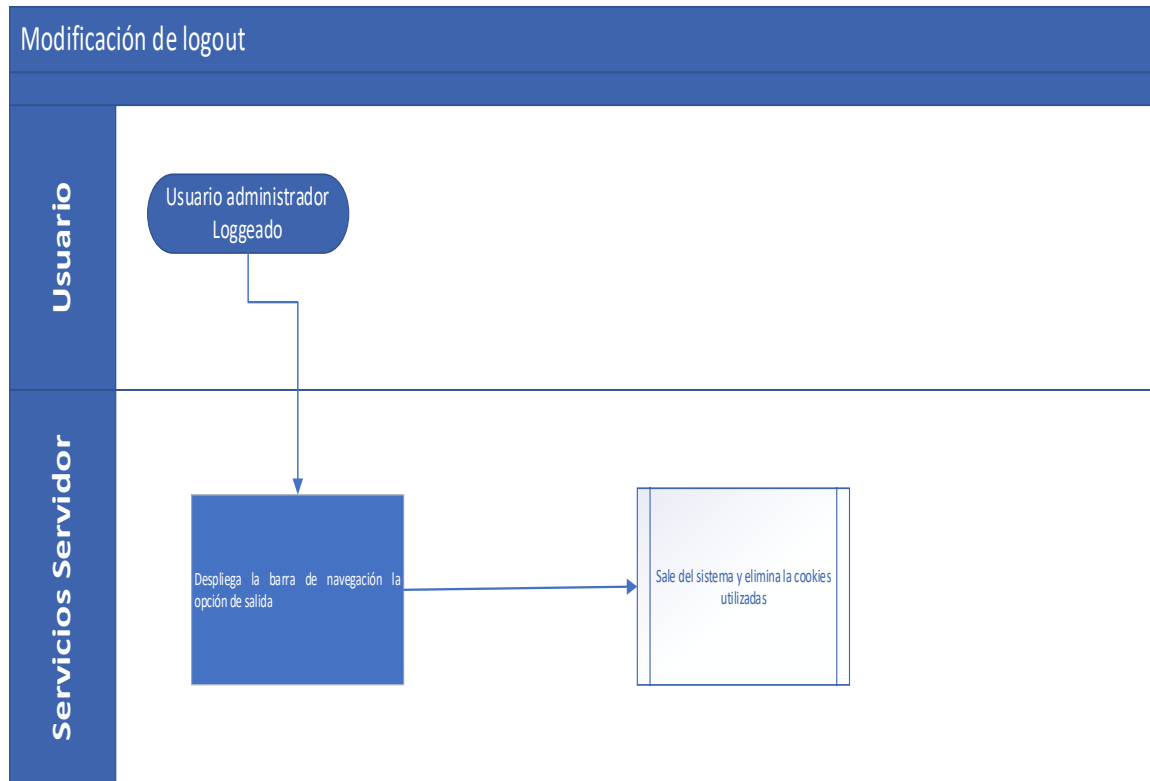 Modificación de logout
Usuario
Usuario administrador
Loggeado
Servicios Servidor
Despliega la barra de navegación la
opción de salida
Sale del sistema y elimina la cookies
utilizadas